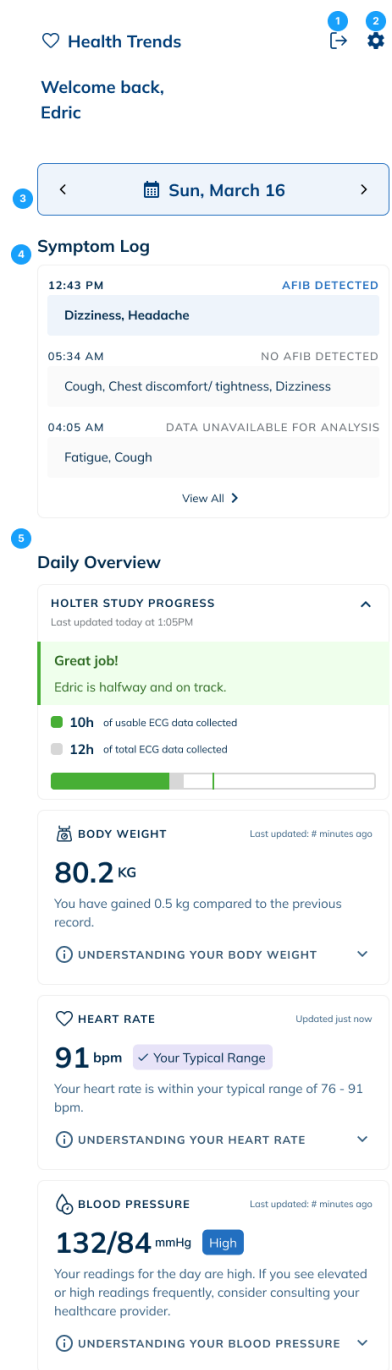 1 2
Health Trends
Welcome back,
Edric
3
Sun, March 16
4
Symptom Log
12:43 PM AFIB DETECTED
Dizziness, Headache
05:34 AM NO AFIB DETECTED
Cough, Chest discomfort/ tightness, Dizziness
04:05 AM DATA UNAVAILABLE FOR ANALYSIS
Fatigue, Cough
View All
5
Daily Overview
HOLTER STUDY PROGRESS
Last updated today at 1:05PM
Great job!
Edric is halfway and on track.
10h of usable ECG data collected
12h of total ECG data collected
BODY WEIGHT Last updated: # minutes ago
80.2 KG
You have gained 0.5 kg compared to the previous
record.
UNDERSTANDING YOUR BODY WEIGHT
HEART RATE Updated just now
91 bpm Your Typical Range
Your heart rate is within your typical range of 76 - 91
bpm.
UNDERSTANDING YOUR HEART RATE
BLOOD PRESSURE Last updated: # minutes ago
132/84 mmHg High
Your readings for the day are high. If you see elevated
or high readings frequently, consider consulting your
healthcare provider.
UNDERSTANDING YOUR BLOOD PRESSURE